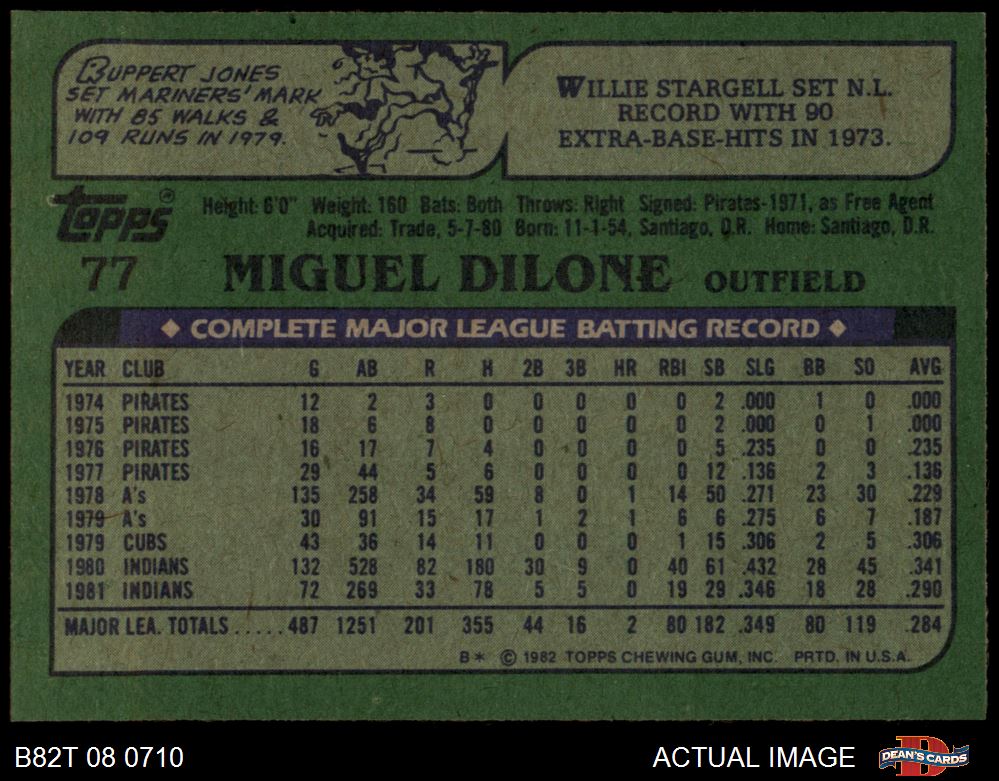 RUPPERT JONES
SET MARINERS' MARK
WITH 85 WALKS &
109 RUNS IN 1979.
WILLIE STARGELL SET N.L.
RECORD WITH 90
EXTRA-BASE-HITS IN 1973.
Topps®
Height: 6'0" Weight: 160 Bats: Both Throws: Right Signed: Pirates-1971, as Free Agent
Acquired: Trade, 5-7-80 Born: 11-1-54, Santiago, D.R. Home: Santiago, D.R.
77 MIGUEL DILONE OUTFIELD
◆ COMPLETE MAJOR LEAGUE BATTING RECORD ◆
YEAR CLUB G AB R H 2B 3B HR RBI SB SLG BB SO AVG
1974 PIRATES 12 2 3 0 0 0 0 0 2 .000 1 0 .000
1975 PIRATES 18 6 8 0 0 0 0 0 2 .000 0 1 .000
1976 PIRATES 16 17 7 4 0 0 0 0 5 .235 0 0 .235
1977 PIRATES 29 44 5 6 0 0 0 0 12 .136 2 3 .136
1978 A's 135 258 34 59 8 0 1 14 50 .271 23 30 .229
1979 A's 30 91 15 17 1 2 1 6 6 .275 6 7 .187
1979 CUBS 43 36 14 11 0 0 0 1 15 .306 2 5 .306
1980 INDIANS 132 528 82 180 30 9 0 40 61 .432 28 45 .341
1981 INDIANS 72 269 33 78 5 5 0 19 29 .346 18 28 .290
MAJOR LEA. TOTALS ..... 487 1251 201 355 44 16 2 80 182 .349 80 119 .284
B* © 1982 TOPPS CHEWING GUM, INC. PRTD. IN U.S.A.
B82T 08 0710 ACTUAL IMAGE DEAN'S CARDS